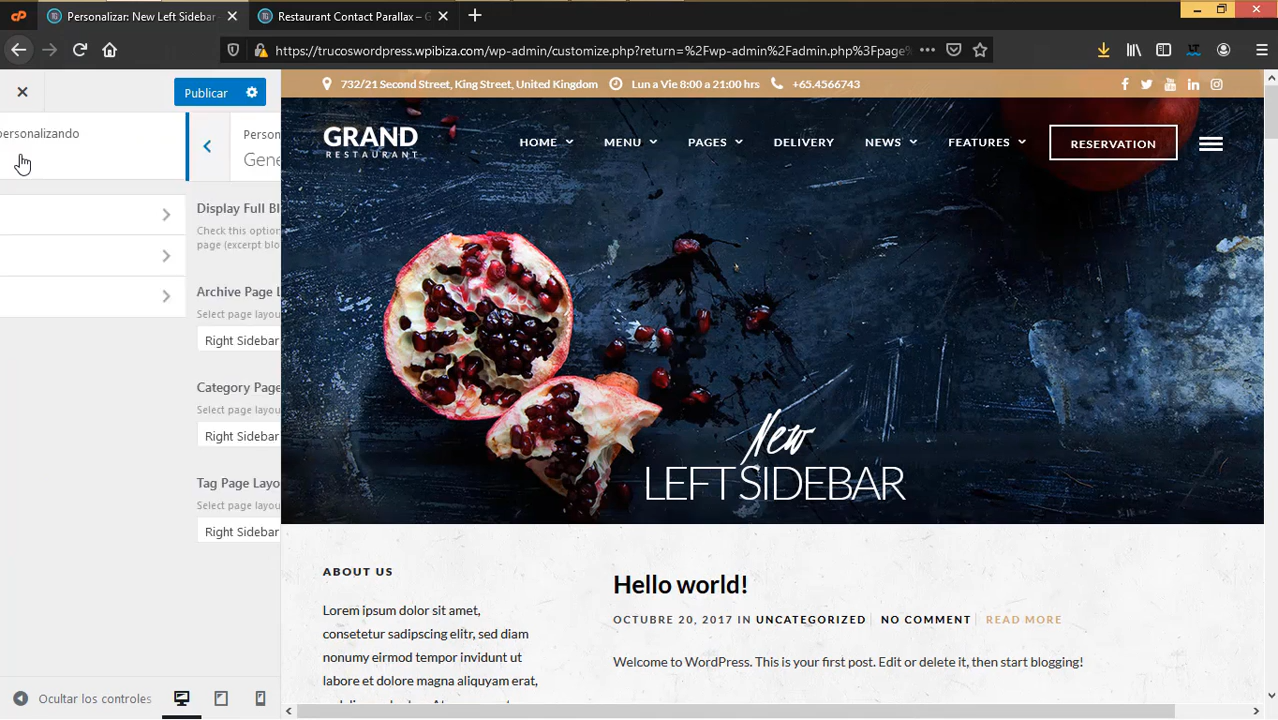 Personalizar: New Left Sidebar
Restaurant Contact Parallax – G
https://trucoswordpress.wpibiza.com/wp-admin/customize.php?return=%2Fwp-admin%2Fadmin.php%3Fpage
Publicar
732/21 Second Street, King Street, United Kingdom
Lun a Vie 8:00 a 21:00 hrs
+65.4566743
personalizando
Person
Gene
GRAND
RESTAURANT
HOME
MENU
PAGES
DELIVERY
NEWS
FEATURES
RESERVATION
Display Full Bl
Check this option
page (excerpt blo
Archive Page L
Select page layou
Right Sidebar
Category Page
Select page layou
Right Sidebar
Tag Page Layo
Select page layou
Right Sidebar
New
LEFT SIDEBAR
ABOUT US
Lorem ipsum dolor sit amet,
consetetur sadipscing elitr, sed diam
nonumy eirmod tempor invidunt ut
labore et dolore magna aliquyam erat,
Hello world!
OCTUBRE 20, 2017 IN UNCATEGORIZED
NO COMMENT
READ MORE
Welcome to WordPress. This is your first post. Edit or delete it, then start blogging!
Ocultar los controles